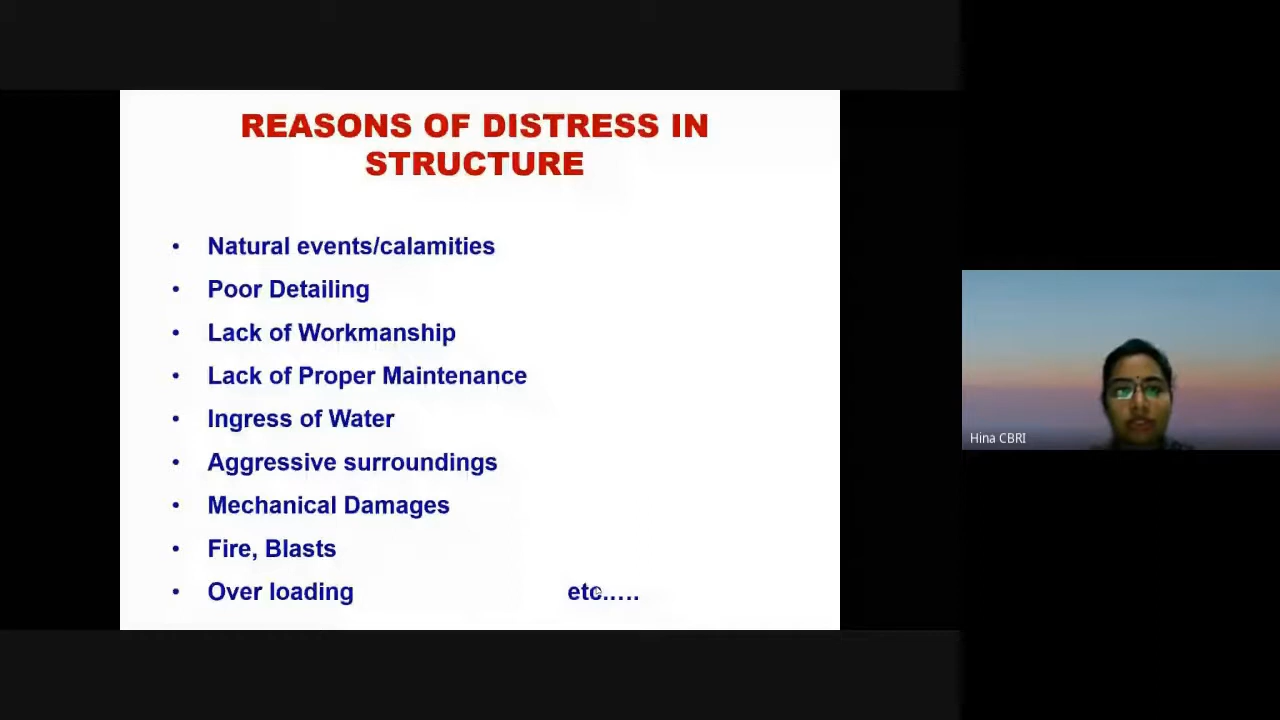 REASONS OF DISTRESS IN
STRUCTURE
• Natural events/calamities
• Poor Detailing
• Lack of Workmanship
• Lack of Proper Maintenance
• Ingress of Water
• Aggressive surroundings
• Mechanical Damages
• Fire, Blasts
• Over loading etc.....
Hina CBRI